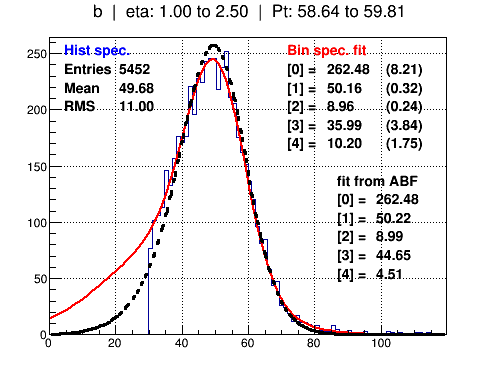 b | eta: 1.00 to 2.50 | Pt: 58.64 to 59.81
Hist spec.
Entries 5452
Mean 49.68
RMS 11.00
Bin spec. fit
[0] = 262.48 (8.21)
[1] = 50.16 (0.32)
[2] = 8.96 (0.24)
[3] = 35.99 (3.84)
[4] = 10.20 (1.75)
fit from ABF
[0] = 262.48
[1] = 50.22
[2] = 8.99
[3] = 44.65
[4] = 4.51
250
200
150
100
50
0
0 20 40 60 80 100